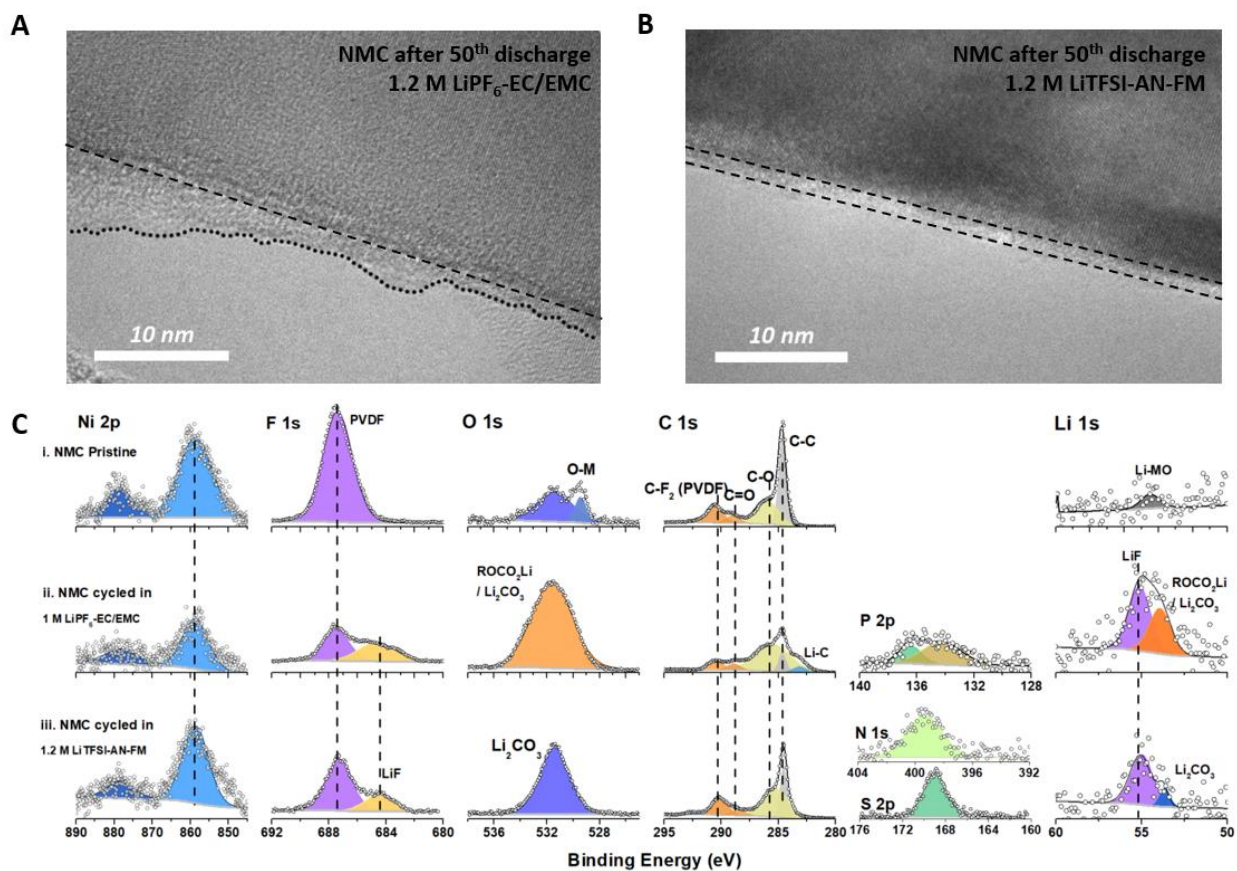 A
NMC after 50th discharge
1.2 M LiPF6-EC/EMC
10 nm
B
NMC after 50th discharge
1.2 M LiTFSI-AN-FM
10 nm
C
Ni 2p
F 1s
O 1s
C 1s
Li 1s
i. NMC Pristine
PVDF
O-M
C-F2 (PVDF)
C=O
C-O
C-C
Li-MO
ii. NMC cycled in
1 M LiPF6-EC/EMC
ROCO2Li
/ Li2CO3
Li-C
P 2p
140 136 132 128
LiF
ROCO2Li
/ Li2CO3
iii. NMC cycled in
1.2 M LiTFSI-AN-FM
LiF
Li2CO3
N 1s
404 400 396 392
S 2p
Li2CO3
890 880 870 860 850
692 688 684 680
536 532 528
295 290 285 280
176 172 168 164 160
60 55 50
Binding Energy (eV)